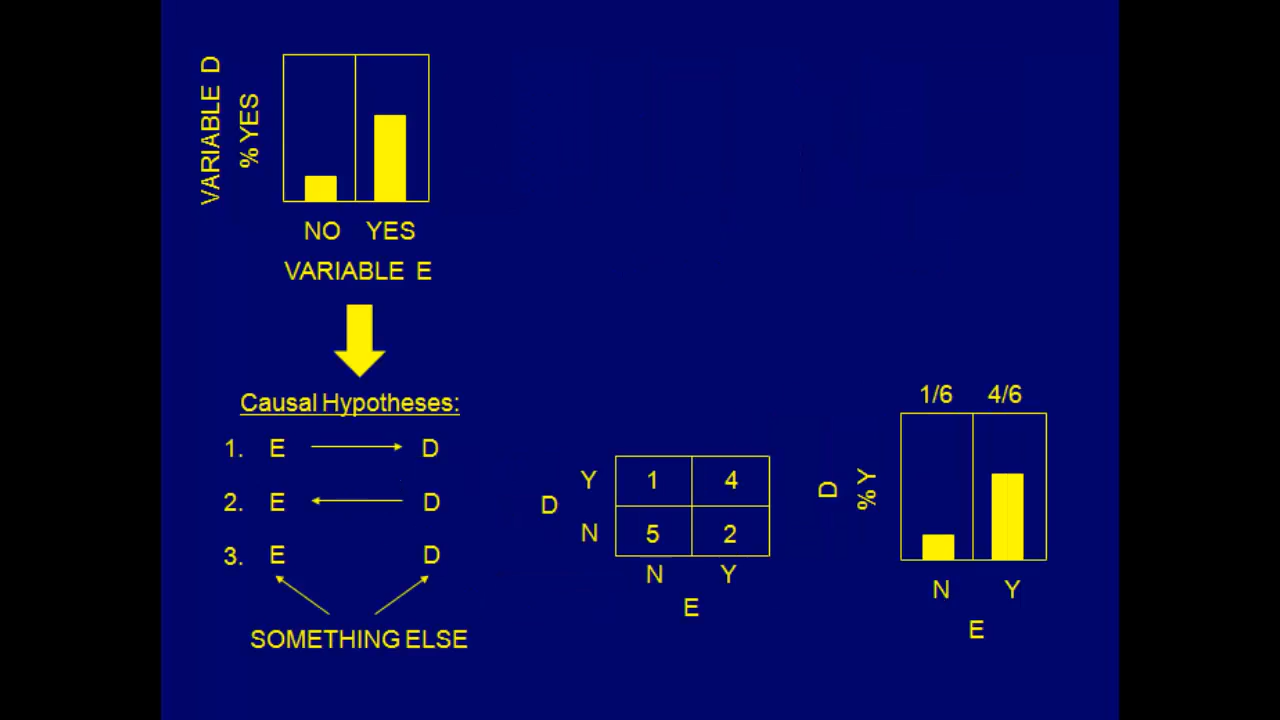 VARIABLE D
% YES
NO YES
VARIABLE E
Causal Hypotheses:
1. E D
2. E D
3. E D
SOMETHING ELSE
D
Y 1 4
N 5 2
N Y
E
1/6 4/6
D
% Y
N Y
E